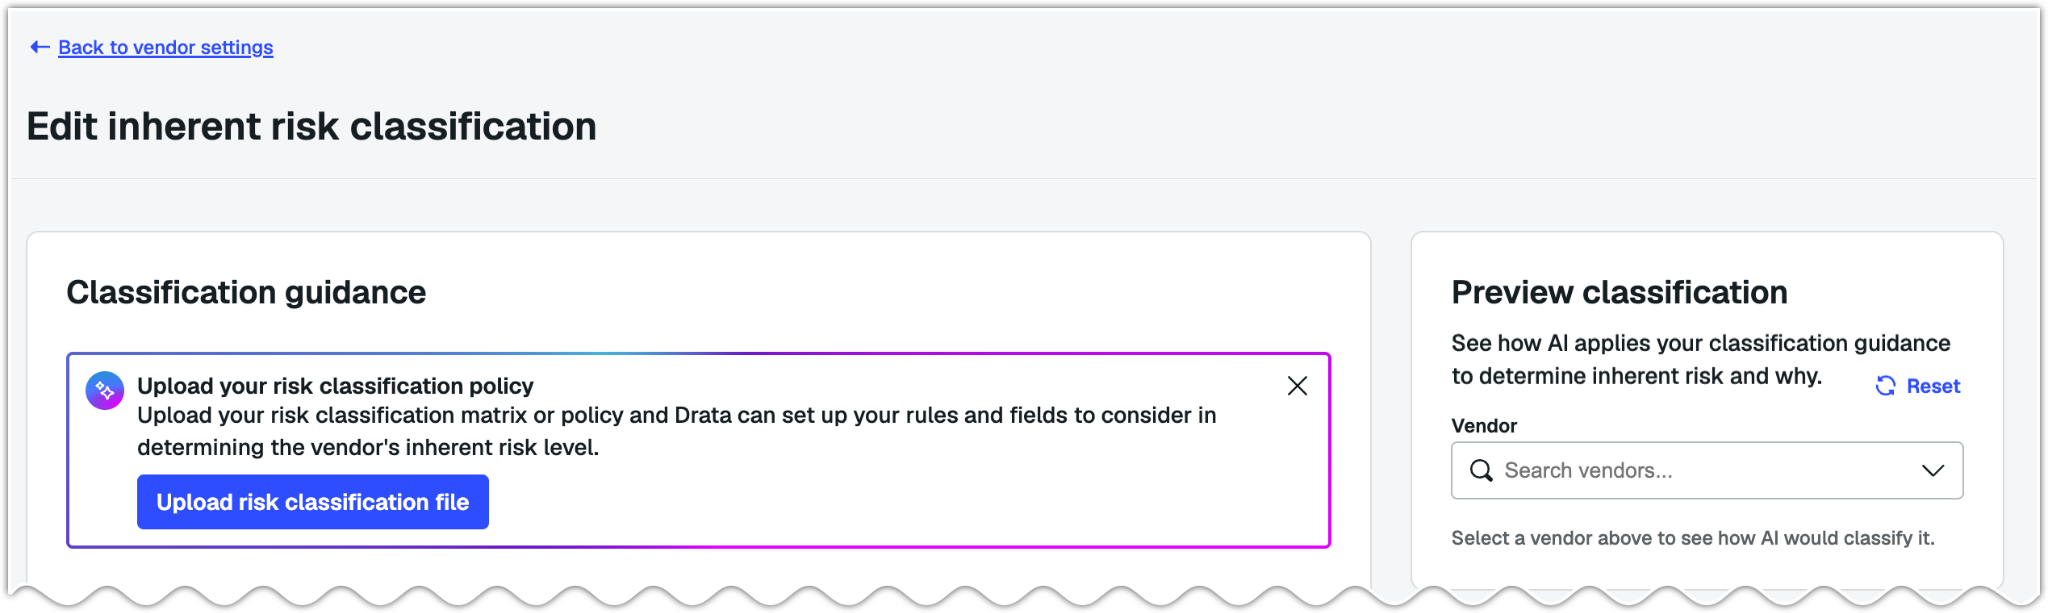 Back to vendor settings
Edit inherent risk classification
Classification guidance
Upload your risk classification policy
Upload your risk classification matrix or policy and Drata can set up your rules and fields to consider in
determining the vendor's inherent risk level.
Upload risk classification file
Preview classification
See how AI applies your classification guidance
to determine inherent risk and why.
Reset
Vendor
Search vendors...
Select a vendor above to see how AI would classify it.